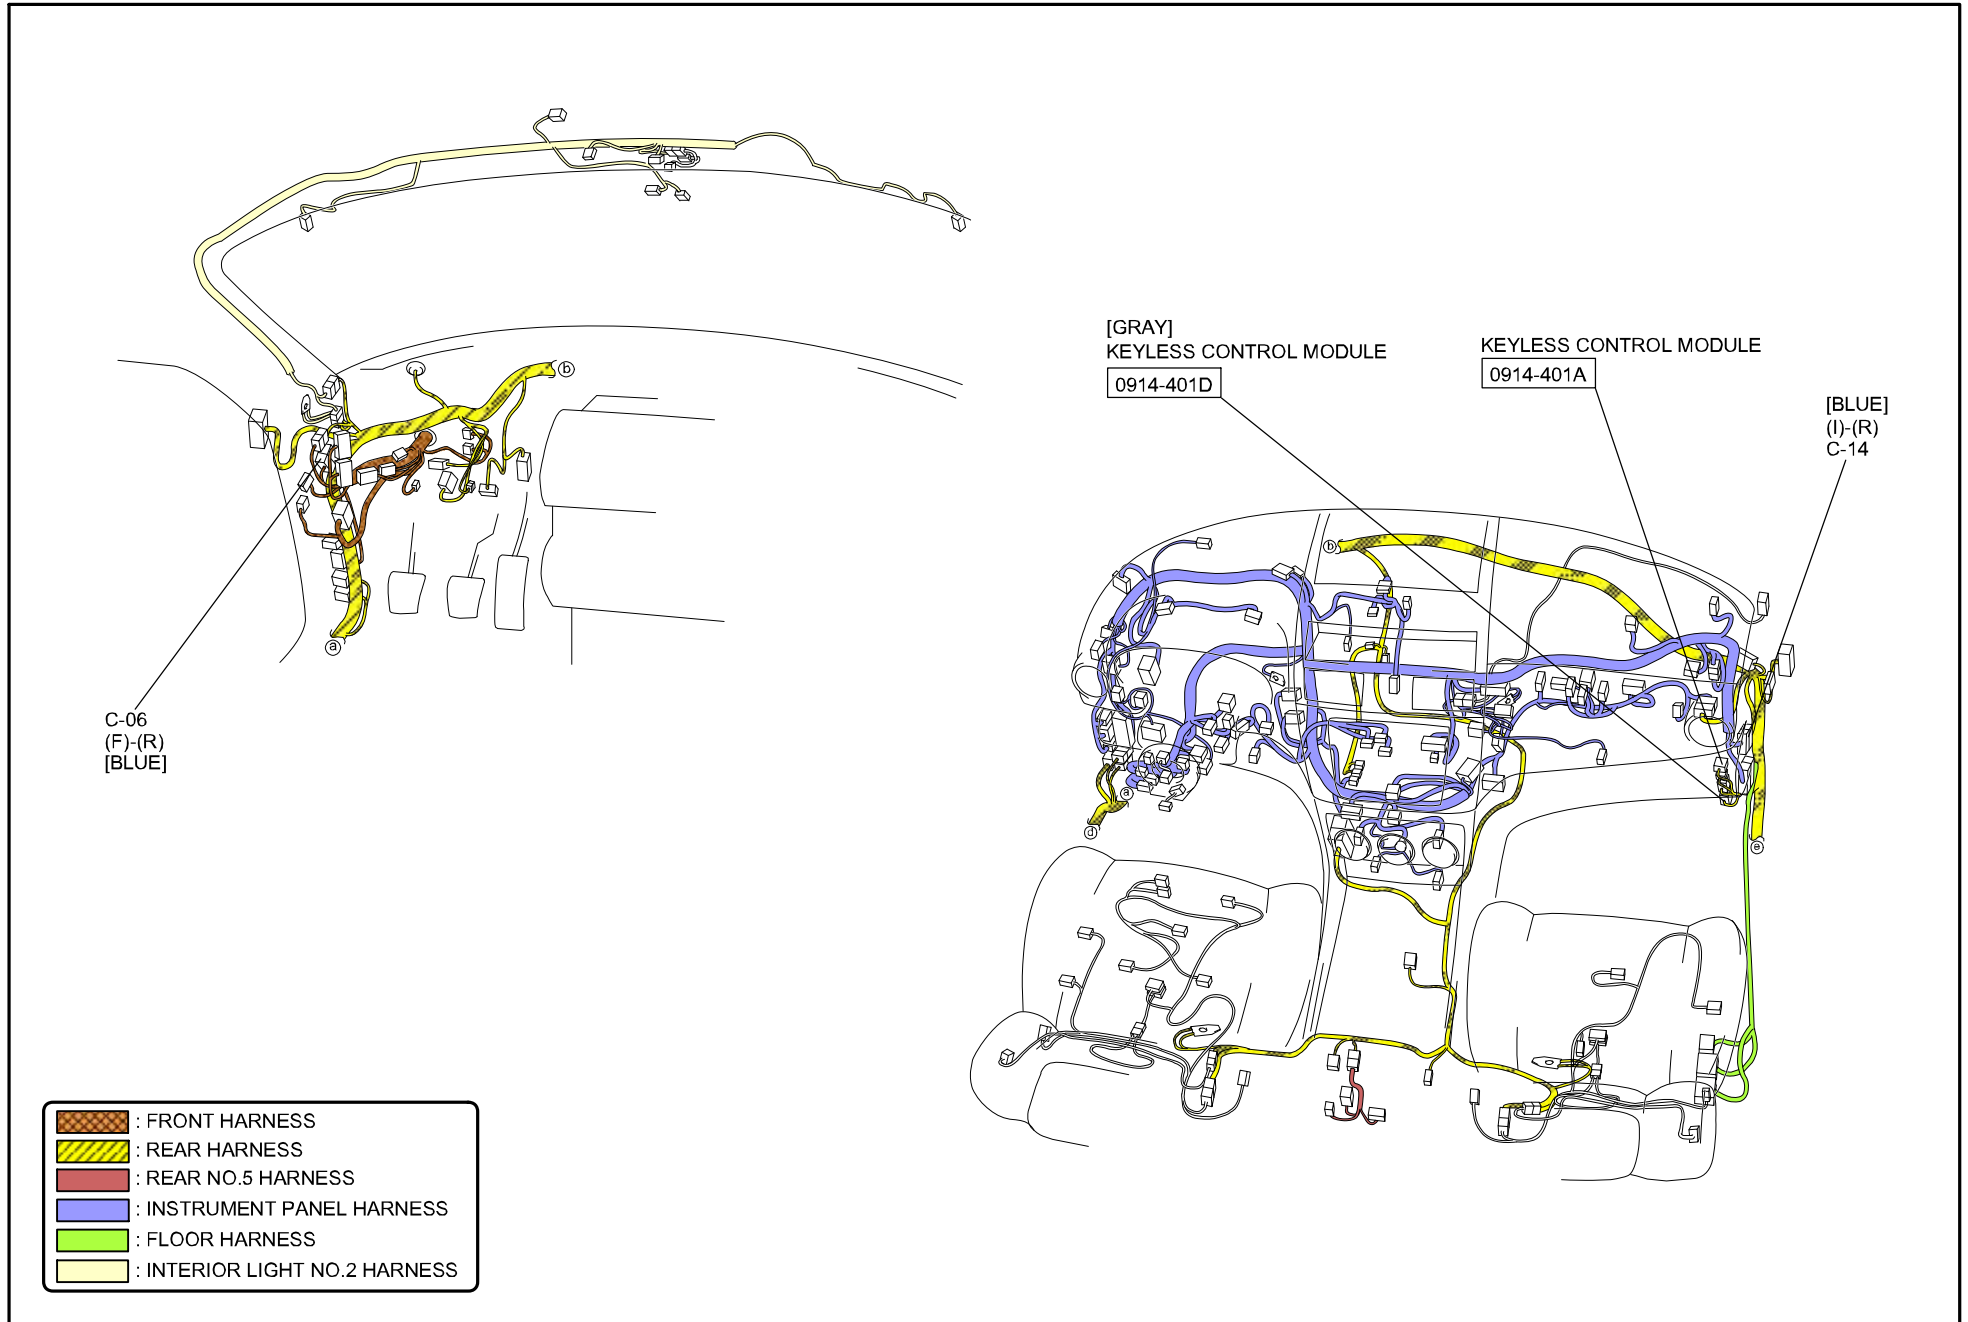 ⓑ
[GRAY]
KEYLESS CONTROL MODULE
0914-401D
KEYLESS CONTROL MODULE
0914-401A
[BLUE]
(I)-(R)
C-14
ⓑ
ⓐ
C-06
(F)-(R)
[BLUE]
ⓐ
ⓓ
ⓔ
: FRONT HARNESS
: REAR HARNESS
: REAR NO.5 HARNESS
: INSTRUMENT PANEL HARNESS
: FLOOR HARNESS
: INTERIOR LIGHT NO.2 HARNESS